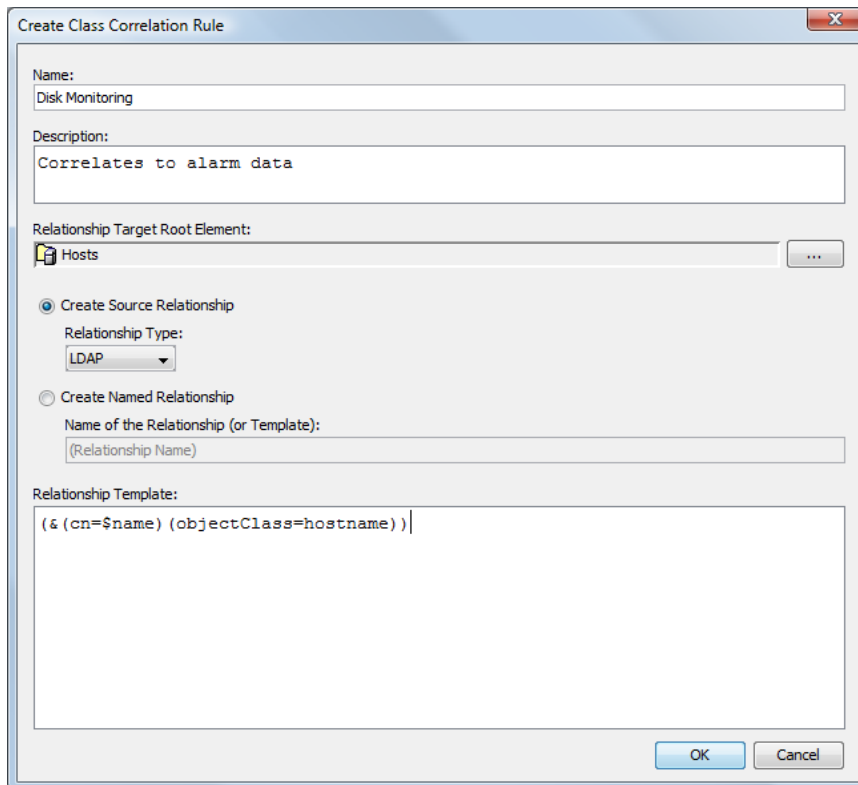 Create Class Correlation Rule
Name:
Disk Monitoring
Description:
Correlates to alarm data
Relationship Target Root Element:
Hosts
...
Create Source Relationship
Relationship Type:
LDAP
Create Named Relationship
Name of the Relationship (or Template):
(Relationship Name)
Relationship Template:
(&(cn=$name)(objectClass=hostname))
OK Cancel